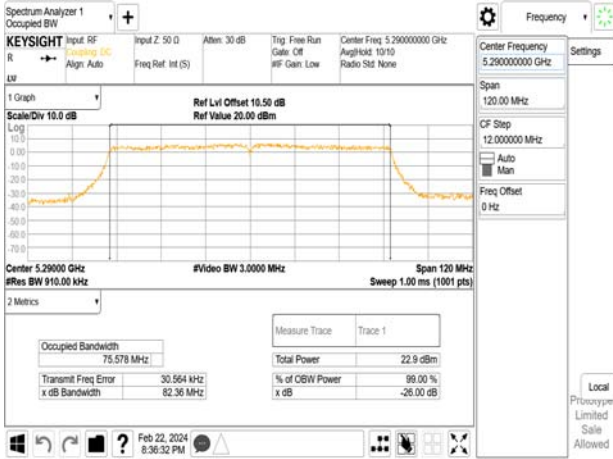 Spectrum Analyzer 1
Occupied BW
+
Frequency
KEYSIGHT Input: RF Input Z: 50 Ω Atten: 30 dB Trig: Free Run Center Freq: 5.290000000 GHz
R Coupling: DC Gate: Off Avg|Hold: 10/10
Align: Auto Freq Ref: Int (S) #IF Gain: Low Radio Std: None
LXI
Center Frequency
5.290000000 GHz
Settings
Span
120.00 MHz
CF Step
12.000000 MHz
Auto
Man
Freq Offset
0 Hz
1 Graph
Ref Lvl Offset 10.50 dB
Scale/Div 10.0 dB Ref Value 20.00 dBm
Log
10.0
0.00
-10.0
-20.0
-30.0
-40.0
-50.0
-60.0
-70.0
Center 5.29000 GHz #Video BW 3.0000 MHz Span 120 MHz
#Res BW 910.00 kHz Sweep 1.00 ms (1001 pts)
2 Metrics
Measure Trace Trace 1
Occupied Bandwidth
75.578 MHz Total Power 22.9 dBm
Transmit Freq Error 30.564 kHz % of OBW Power 99.00 %
x dB Bandwidth 82.36 MHz x dB -26.00 dB
Local
Prototype
Limited
Sale
Allowed
?
Feb 22, 2024
8:36:32 PM